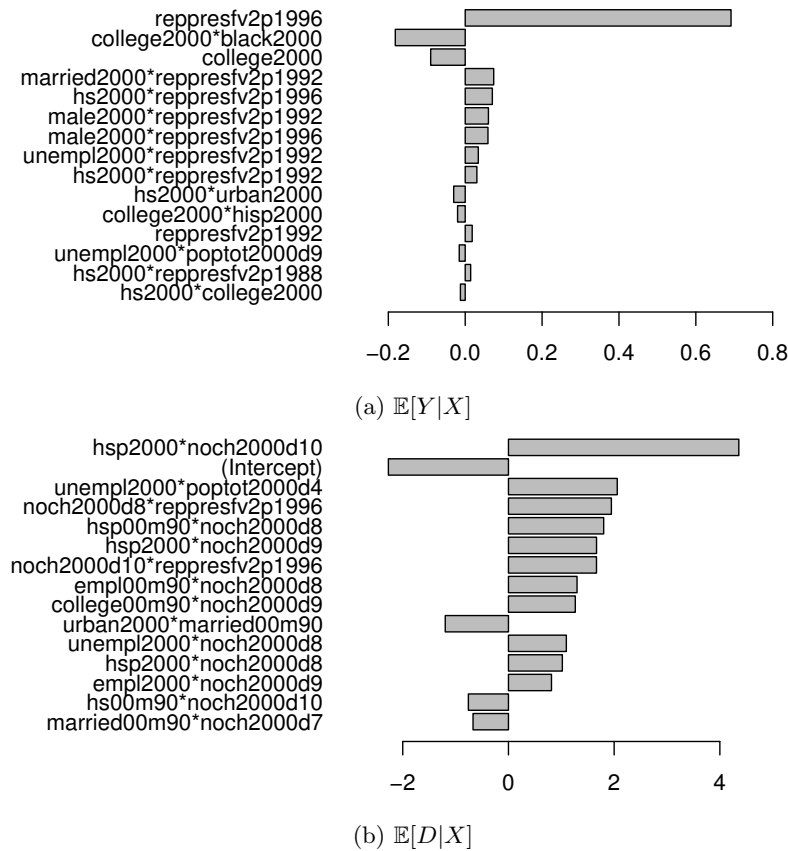 reppresfv2p1996
college2000*black2000
college2000
married2000*reppresfv2p1992
hs2000*reppresfv2p1996
male2000*reppresfv2p1992
male2000*reppresfv2p1996
unempl2000*reppresfv2p1992
hs2000*reppresfv2p1992
hs2000*urban2000
college2000*hisp2000
reppresfv2p1992
unempl2000*poptot2000d9
hs2000*reppresfv2p1988
hs2000*college2000
−0.2 0.0 0.2 0.4 0.6 0.8
(a) 𝔼[Y|X]
hsp2000*noch2000d10
(Intercept)
unempl2000*poptot2000d4
noch2000d8*reppresfv2p1996
hsp00m90*noch2000d8
hsp2000*noch2000d9
noch2000d10*reppresfv2p1996
empl00m90*noch2000d8
college00m90*noch2000d9
urban2000*married00m90
unempl2000*noch2000d8
hsp2000*noch2000d8
empl2000*noch2000d9
hs00m90*noch2000d10
married00m90*noch2000d7
−2 0 2 4
(b) 𝔼[D|X]